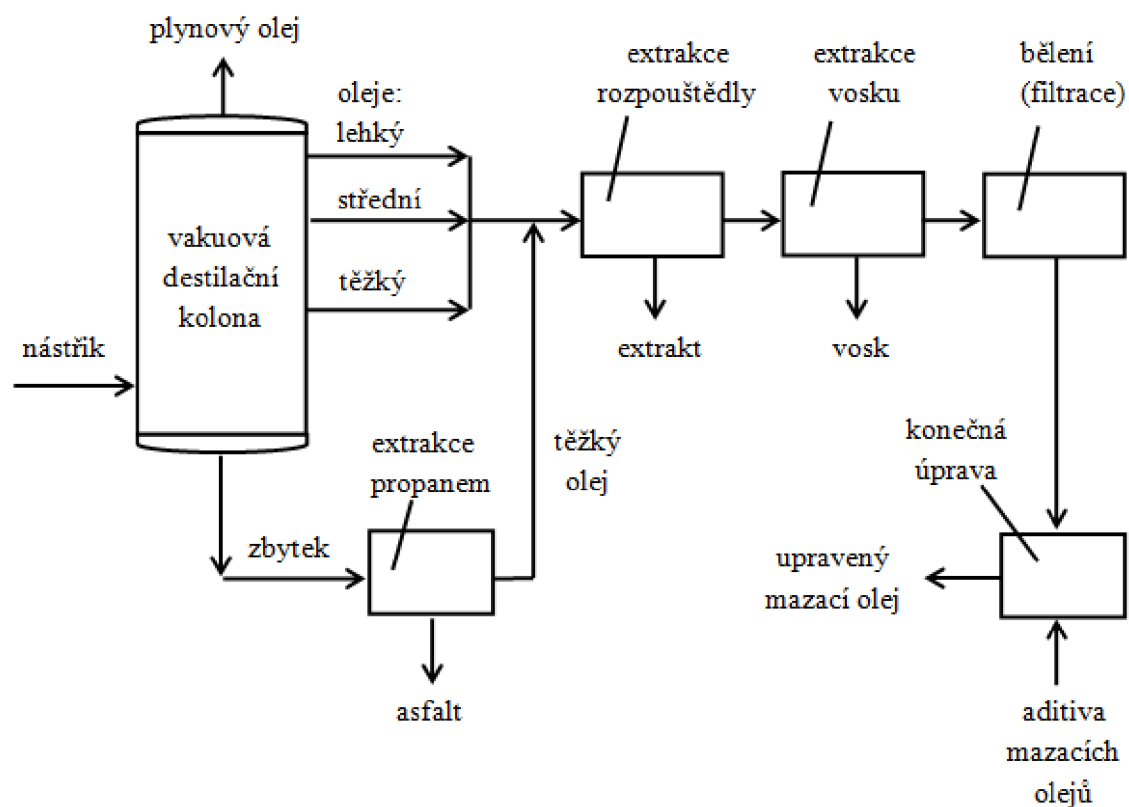 plynový olej
oleje:
lehký
střední
těžký
vakuová
destilační
kolona
nástřik
zbytek
extrakce
propanem
asfalt
těžký
olej
extrakce
rozpouštědly
extrakt
extrakce
vosku
vosk
bělení
(filtrace)
konečná
úprava
upravený
mazací olej
aditiva
mazacích
olejů